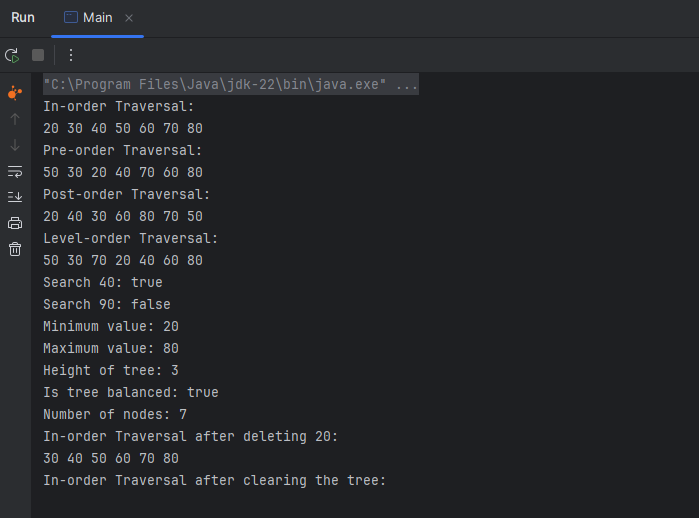 Run Main
"C:\Program Files\Java\jdk-22\bin\java.exe" ...
In-order Traversal:
20 30 40 50 60 70 80
Pre-order Traversal:
50 30 20 40 70 60 80
Post-order Traversal:
20 40 30 60 80 70 50
Level-order Traversal:
50 30 70 20 40 60 80
Search 40: true
Search 90: false
Minimum value: 20
Maximum value: 80
Height of tree: 3
Is tree balanced: true
Number of nodes: 7
In-order Traversal after deleting 20:
30 40 50 60 70 80
In-order Traversal after clearing the tree: